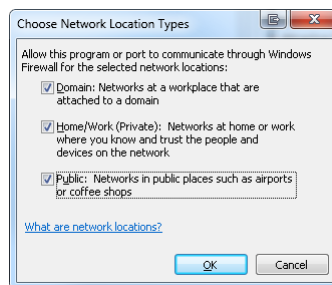 Choose Network Location Types
Allow this program or port to communicate through Windows
Firewall for the selected network locations:
Domain: Networks at a workplace that are
attached to a domain
Home/Work (Private): Networks at home or work
where you know and trust the people and
devices on the network
Public: Networks in public places such as airports
or coffee shops
What are network locations?
OK
Cancel